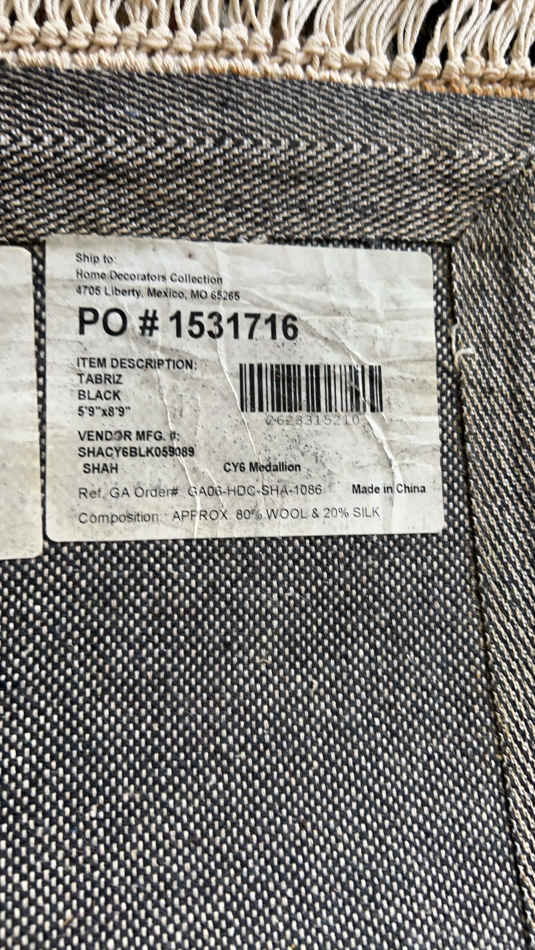 Ship to:
Home Decorators Collection
4705 Liberty, Mexico, MO 65265
PO # 1531716
ITEM DESCRIPTION:
TABRIZ
BLACK
5'9"x8'9"
2623315210
VENDOR MFG. #:
SHACY6BLK059089
SHAH CY6 Medallion
Ref. GA Order# GA06-HDC-SHA-1086 Made in China
Composition: APPROX. 80% WOOL & 20% SILK